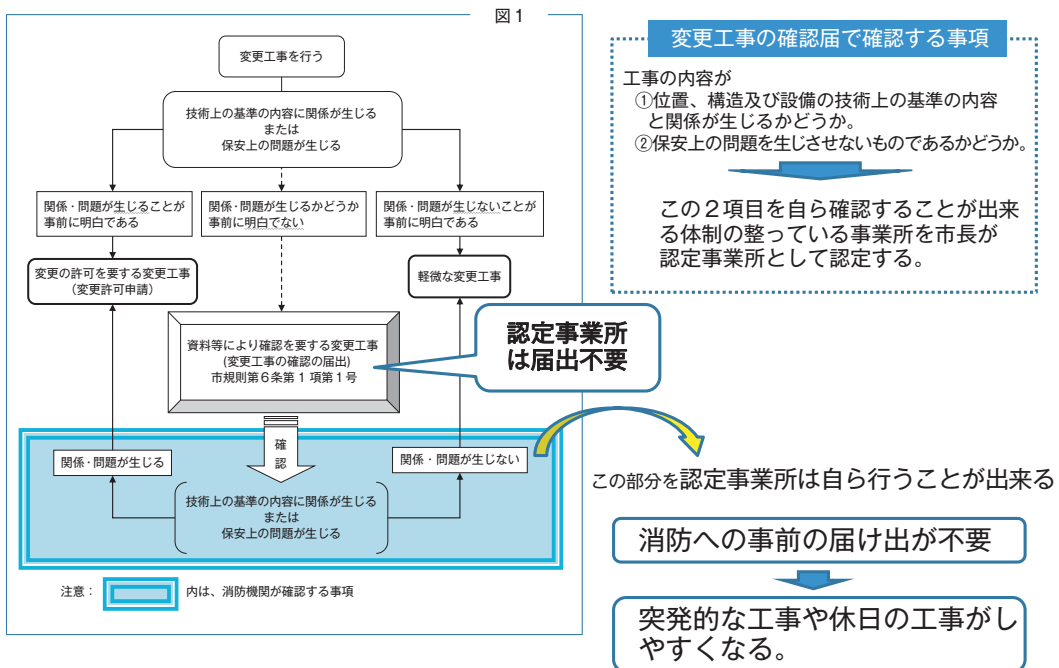 図1
変更工事を行う
技術上の基準の内容に関係が生じる
または
保安上の問題が生じる
関係・問題が生じることが
事前に明白である
関係・問題が生じるかどうか
事前に明白でない
関係・問題が生じないことが
事前に明白である
変更の許可を要する変更工事
（変更許可申請）
軽微な変更工事
資料等により確認を要する変更工事
(変更工事の確認の届出)
市規則第6条第1項第1号
認定事業所
は届出不要
確
認
関係・問題が生じる
関係・問題が生じない
技術上の基準の内容に関係が生じる
または
保安上の問題が生じる
注意：
内は、消防機関が確認する事項
変更工事の確認届で確認する事項
工事の内容が
①位置、構造及び設備の技術上の基準の内容
と関係が生じるかどうか。
②保安上の問題を生じさせないものであるかどうか。
この２項目を自ら確認することが出来
る体制の整っている事業所を市長が
認定事業所として認定する。
この部分を認定事業所は自ら行うことが出来る
消防への事前の届け出が不要
突発的な工事や休日の工事がし
やすくなる。